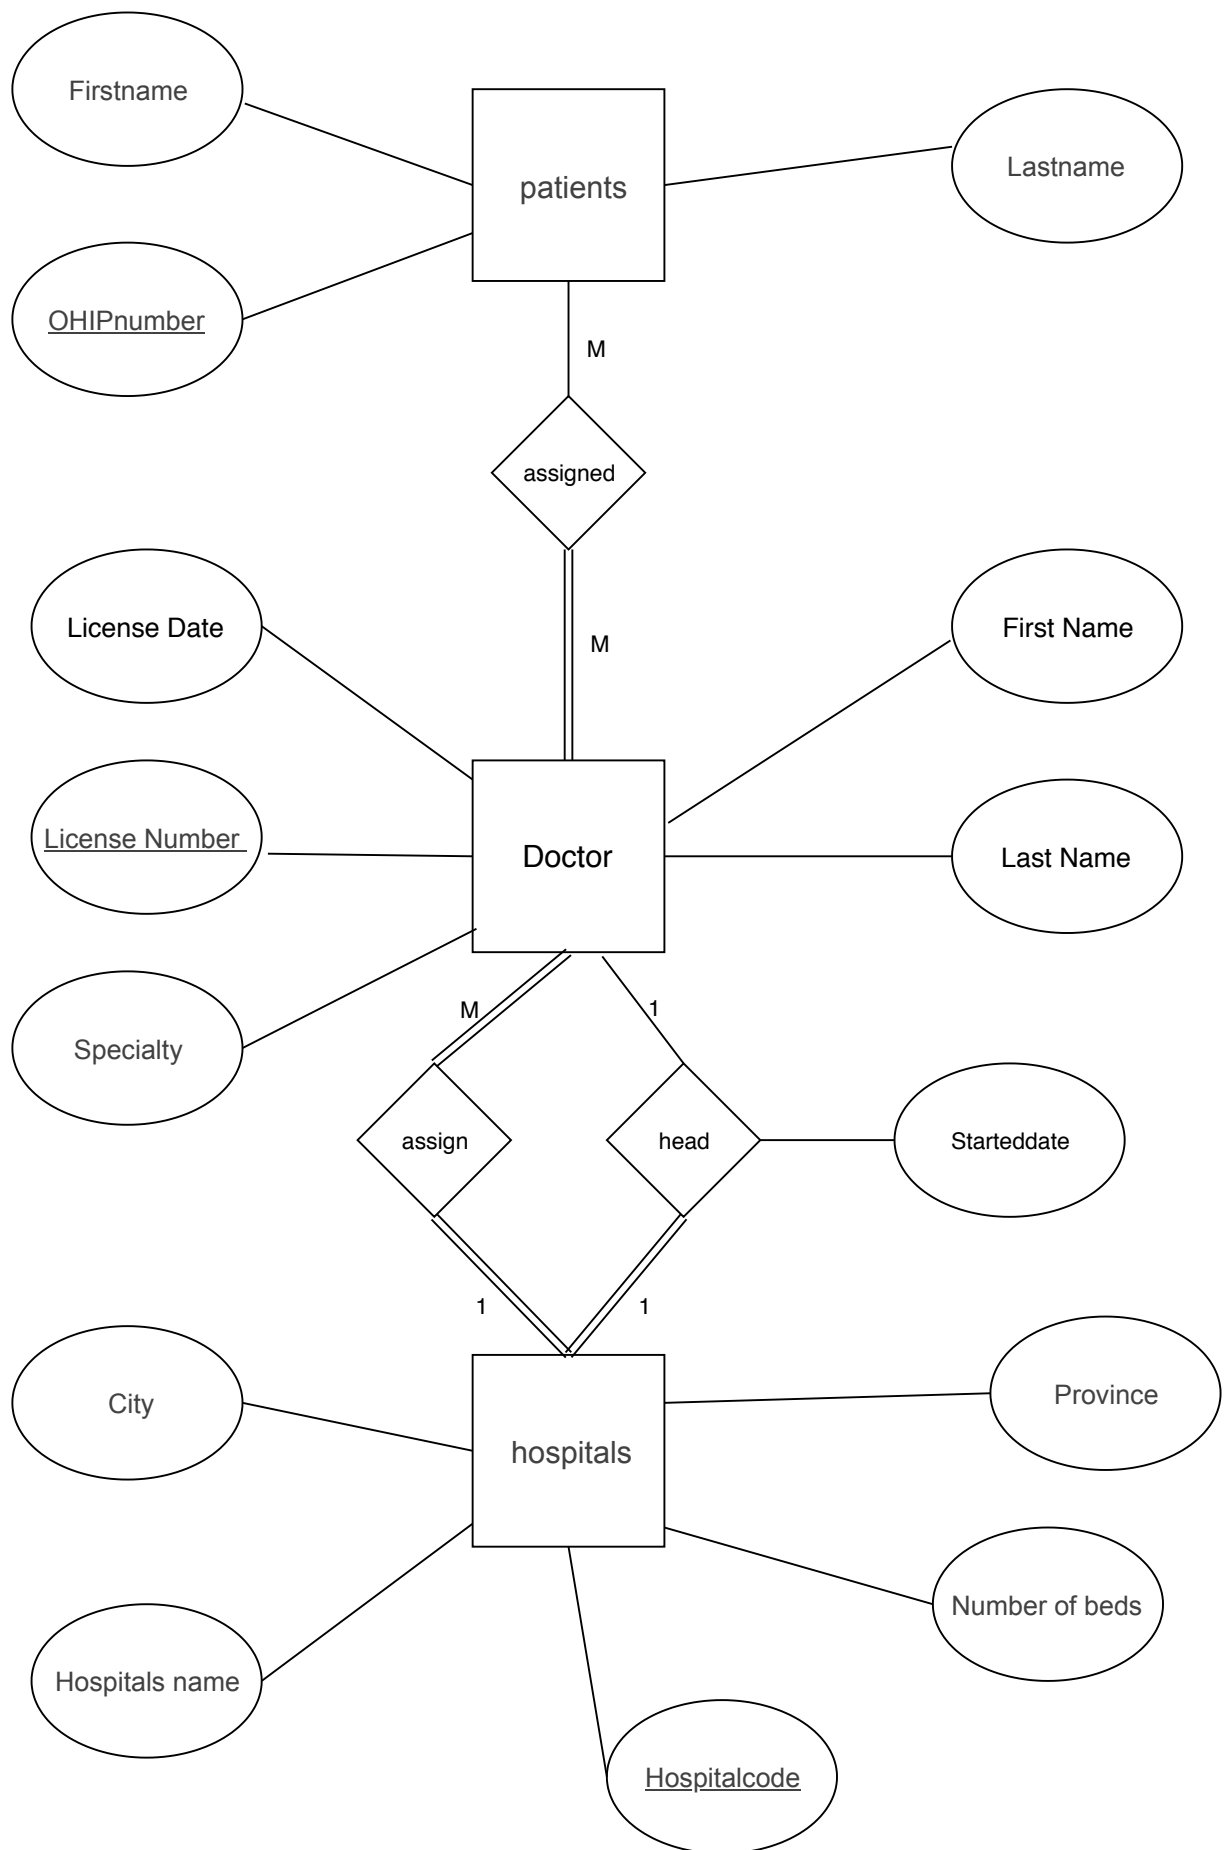 Firstname
patients
Lastname
OHIPnumber
M
assigned
License Date
M
First Name
License Number
Doctor
Last Name
Specialty
M
1
assign
head
Starteddate
1
1
City
hospitals
Province
Number of beds
Hospitals name
Hospitalcode